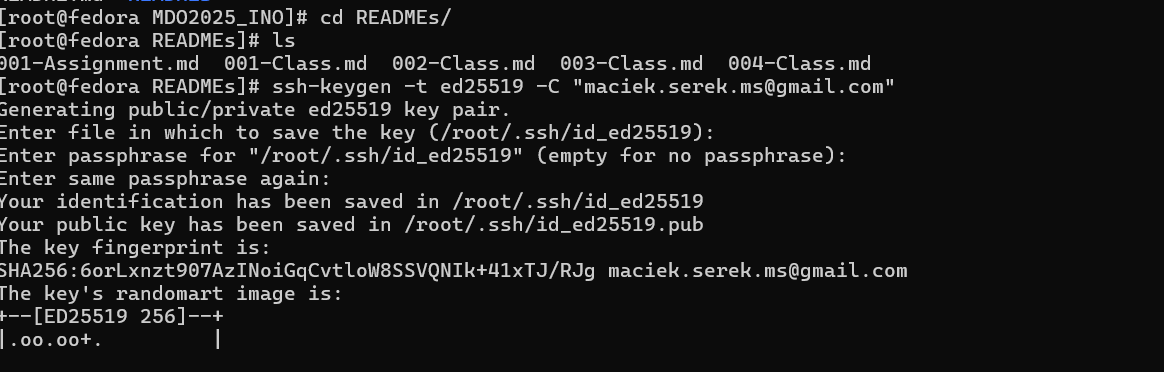 [root@fedora MDO2025_INO]# cd READMEs/
[root@fedora READMEs]# ls
001-Assignment.md  001-Class.md  002-Class.md  003-Class.md  004-Class.md
[root@fedora READMEs]# ssh-keygen -t ed25519 -C "maciek.serek.ms@gmail.com"
Generating public/private ed25519 key pair.
Enter file in which to save the key (/root/.ssh/id_ed25519):
Enter passphrase for "/root/.ssh/id_ed25519" (empty for no passphrase):
Enter same passphrase again:
Your identification has been saved in /root/.ssh/id_ed25519
Your public key has been saved in /root/.ssh/id_ed25519.pub
The key fingerprint is:
SHA256:6orLxnzt907AzINoiGqCvtloW8SSVQNIk+41xTJ/RJg maciek.serek.ms@gmail.com
The key's randomart image is:
+--[ED25519 256]--+
|.oo.oo+.         |